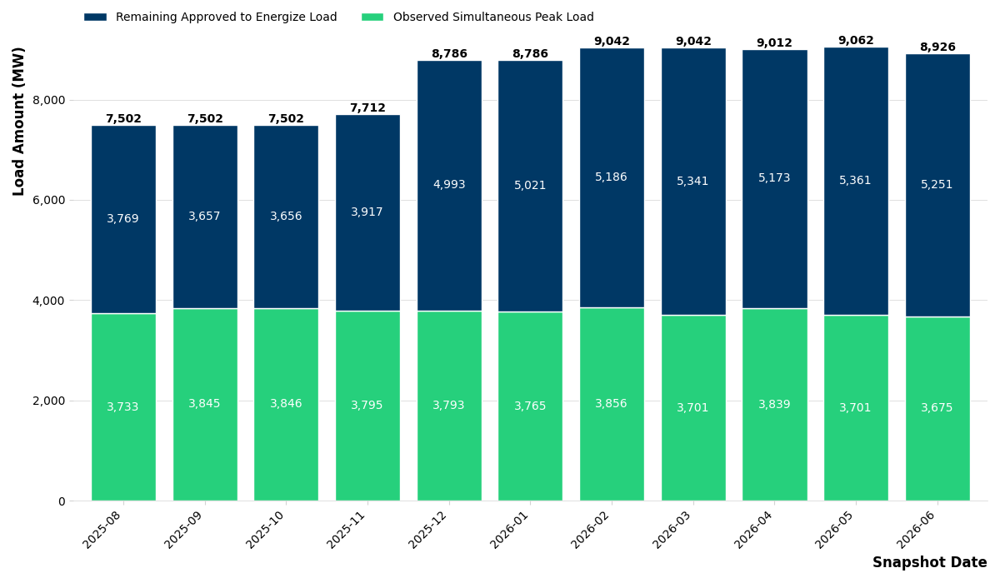 Remaining Approved to Energize Load Observed Simultaneous Peak Load
Load Amount (MW)
8,000
6,000
4,000
2,000
0
7,502 7,502 7,502 7,712 8,786 8,786 9,042 9,042 9,012 9,062 8,926
3,769 3,657 3,656 3,917 4,993 5,021 5,186 5,341 5,173 5,361 5,251
3,733 3,845 3,846 3,795 3,793 3,765 3,856 3,701 3,839 3,701 3,675
2025-08 2025-09 2025-10 2025-11 2025-12 2026-01 2026-02 2026-03 2026-04 2026-05 2026-06
Snapshot Date